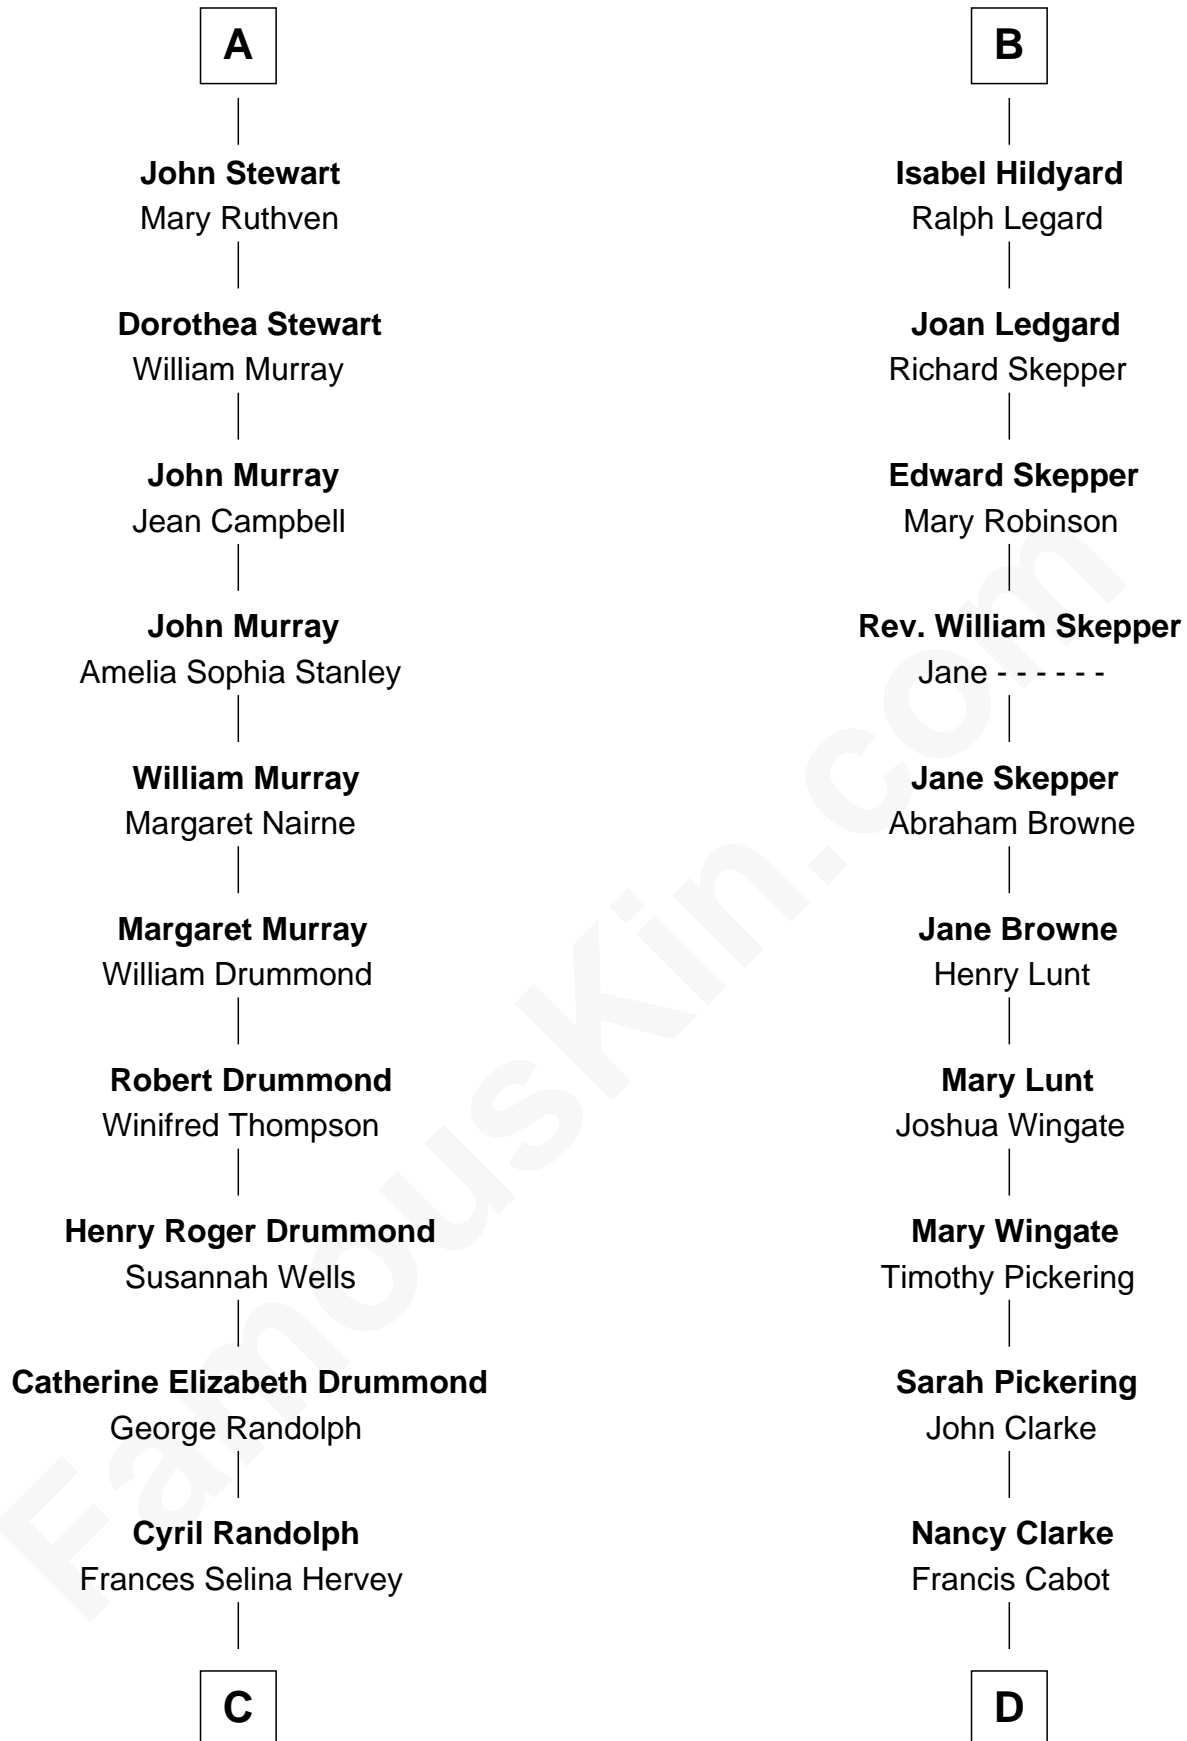 A
John Stewart
Mary Ruthven
Dorothea Stewart
William Murray
John Murray
Jean Campbell
John Murray
Amelia Sophia Stanley
William Murray
Margaret Nairne
Margaret Murray
William Drummond
Robert Drummond
Winifred Thompson
Henry Roger Drummond
Susannah Wells
Catherine Elizabeth Drummond
George Randolph
Cyril Randolph
Frances Selina Hervey
C
B
Isabel Hildyard
Ralph Legard
Joan Ledgard
Richard Skepper
Edward Skepper
Mary Robinson
Rev. William Skepper
Jane - - - - - -
Jane Skepper
Abraham Browne
Jane Browne
Henry Lunt
Mary Lunt
Joshua Wingate
Mary Wingate
Timothy Pickering
Sarah Pickering
John Clarke
Nancy Clarke
Francis Cabot
D
FamousKin.com